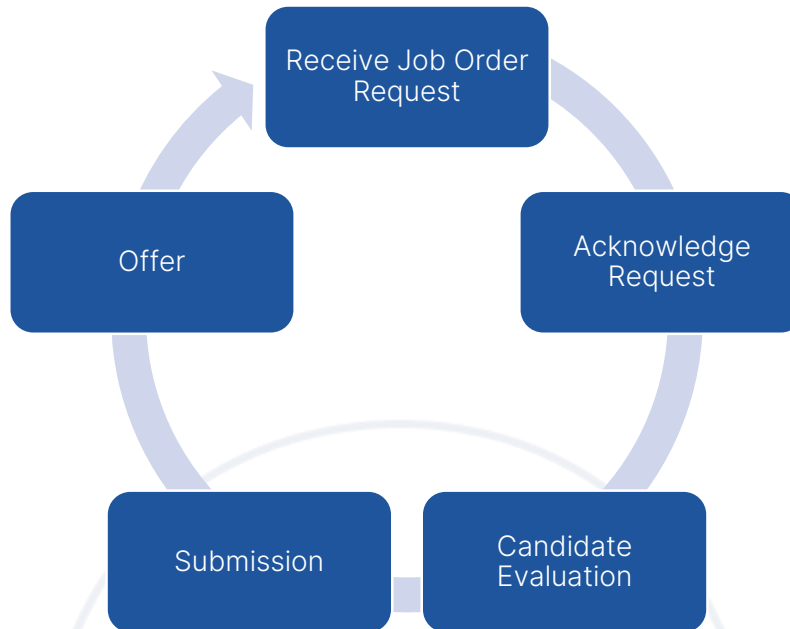 Receive Job Order
Request
Acknowledge
Request
Candidate
Evaluation
Submission
Offer